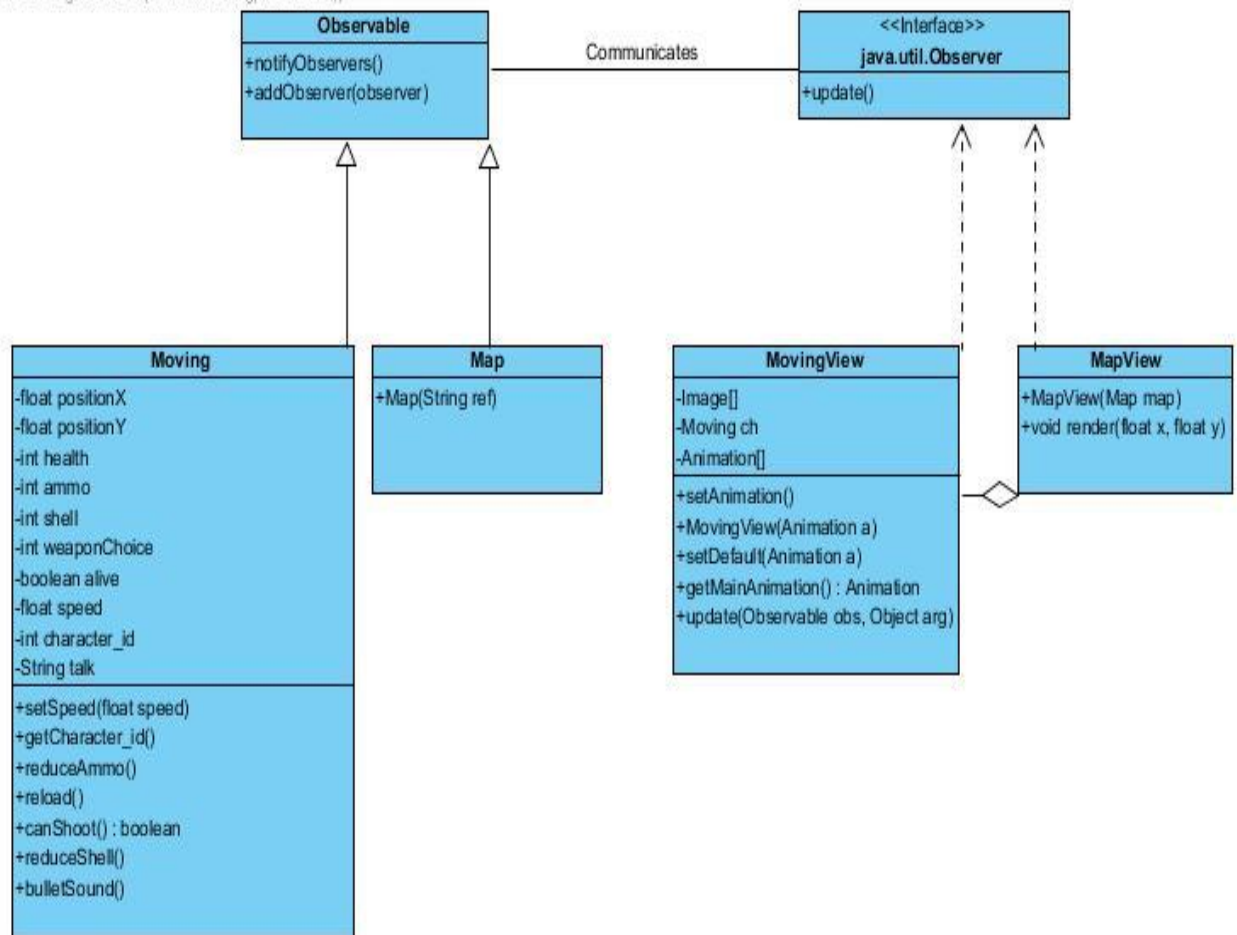 Observable
+notifyObservers()
+addObserver(observer)
Communicates
<<Interface>>
java.util.Observer
+update()
Moving
-float positionX
-float positionY
-int health
-int ammo
-int shell
-int weaponChoice
-boolean alive
-float speed
-int character_id
-String talk
+setSpeed(float speed)
+getCharacter_id()
+reduceAmmo()
+reload()
+canShoot() : boolean
+reduceShell()
+bulletSound()
Map
+Map(String ref)
MovingView
-Image[]
-Moving ch
-Animation[]
+setAnimation()
+MovingView(Animation a)
+setDefault(Animation a)
+getMainAnimation() : Animation
+update(Observable obs, Object arg)
MapView
+MapView(Map map)
+void render(float x, float y)